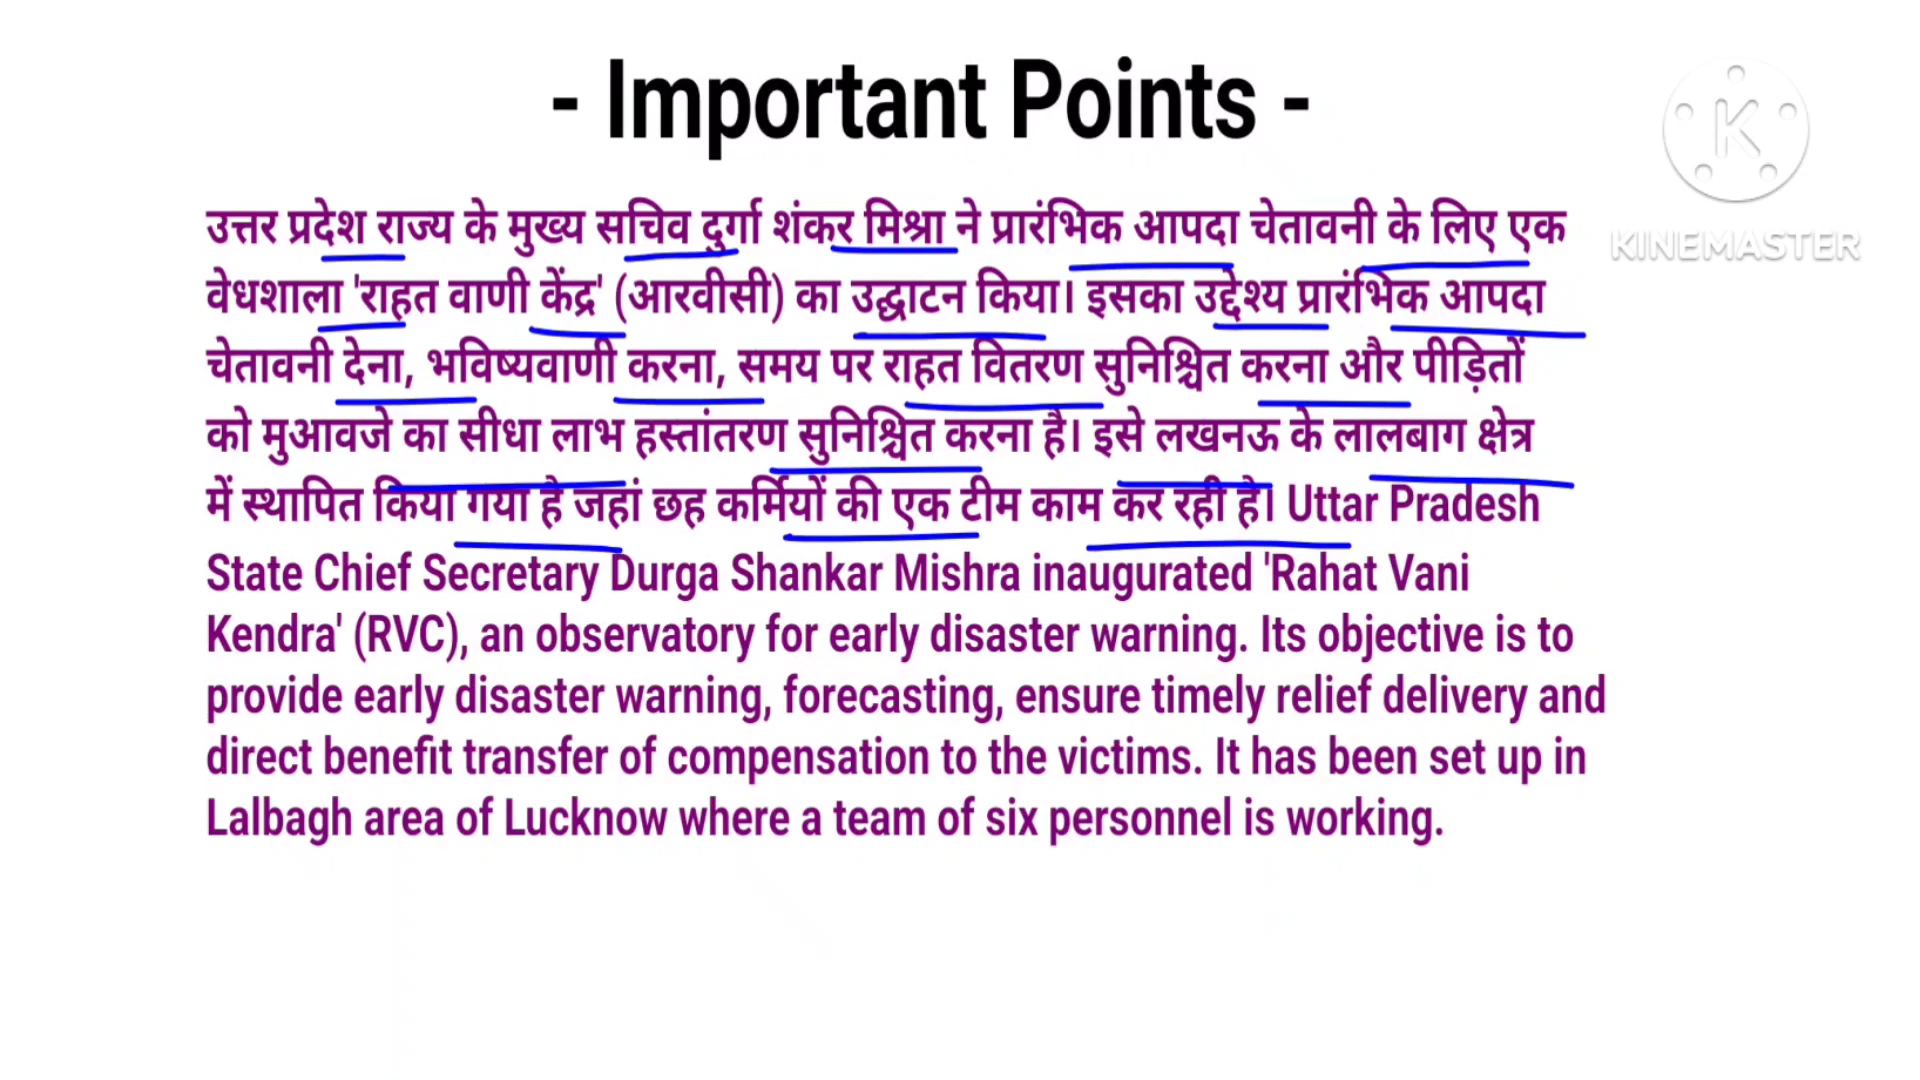 - Important Points -
उत्तर प्रदेश राज्य के मुख्य सचिव दुर्गा शंकर मिश्रा ने प्रारंभिक आपदा चेतावनी के लिए एक
वेधशाला 'राहत वाणी केंद्र' (आरवीसी) का उद्घाटन किया। इसका उद्देश्य प्रारंभिक आपदा
चेतावनी देना, भविष्यवाणी करना, समय पर राहत वितरण सुनिश्चित करना और पीड़ितों
को मुआवजे का सीधा लाभ हस्तांतरण सुनिश्चित करना है। इसे लखनऊ के लालबाग क्षेत्र
में स्थापित किया गया है जहां छह कर्मियों की एक टीम काम कर रही है। Uttar Pradesh
State Chief Secretary Durga Shankar Mishra inaugurated 'Rahat Vani
Kendra' (RVC), an observatory for early disaster warning. Its objective is to
provide early disaster warning, forecasting, ensure timely relief delivery and
direct benefit transfer of compensation to the victims. It has been set up in
Lalbagh area of Lucknow where a team of six personnel is working.
K
KINEMASTER